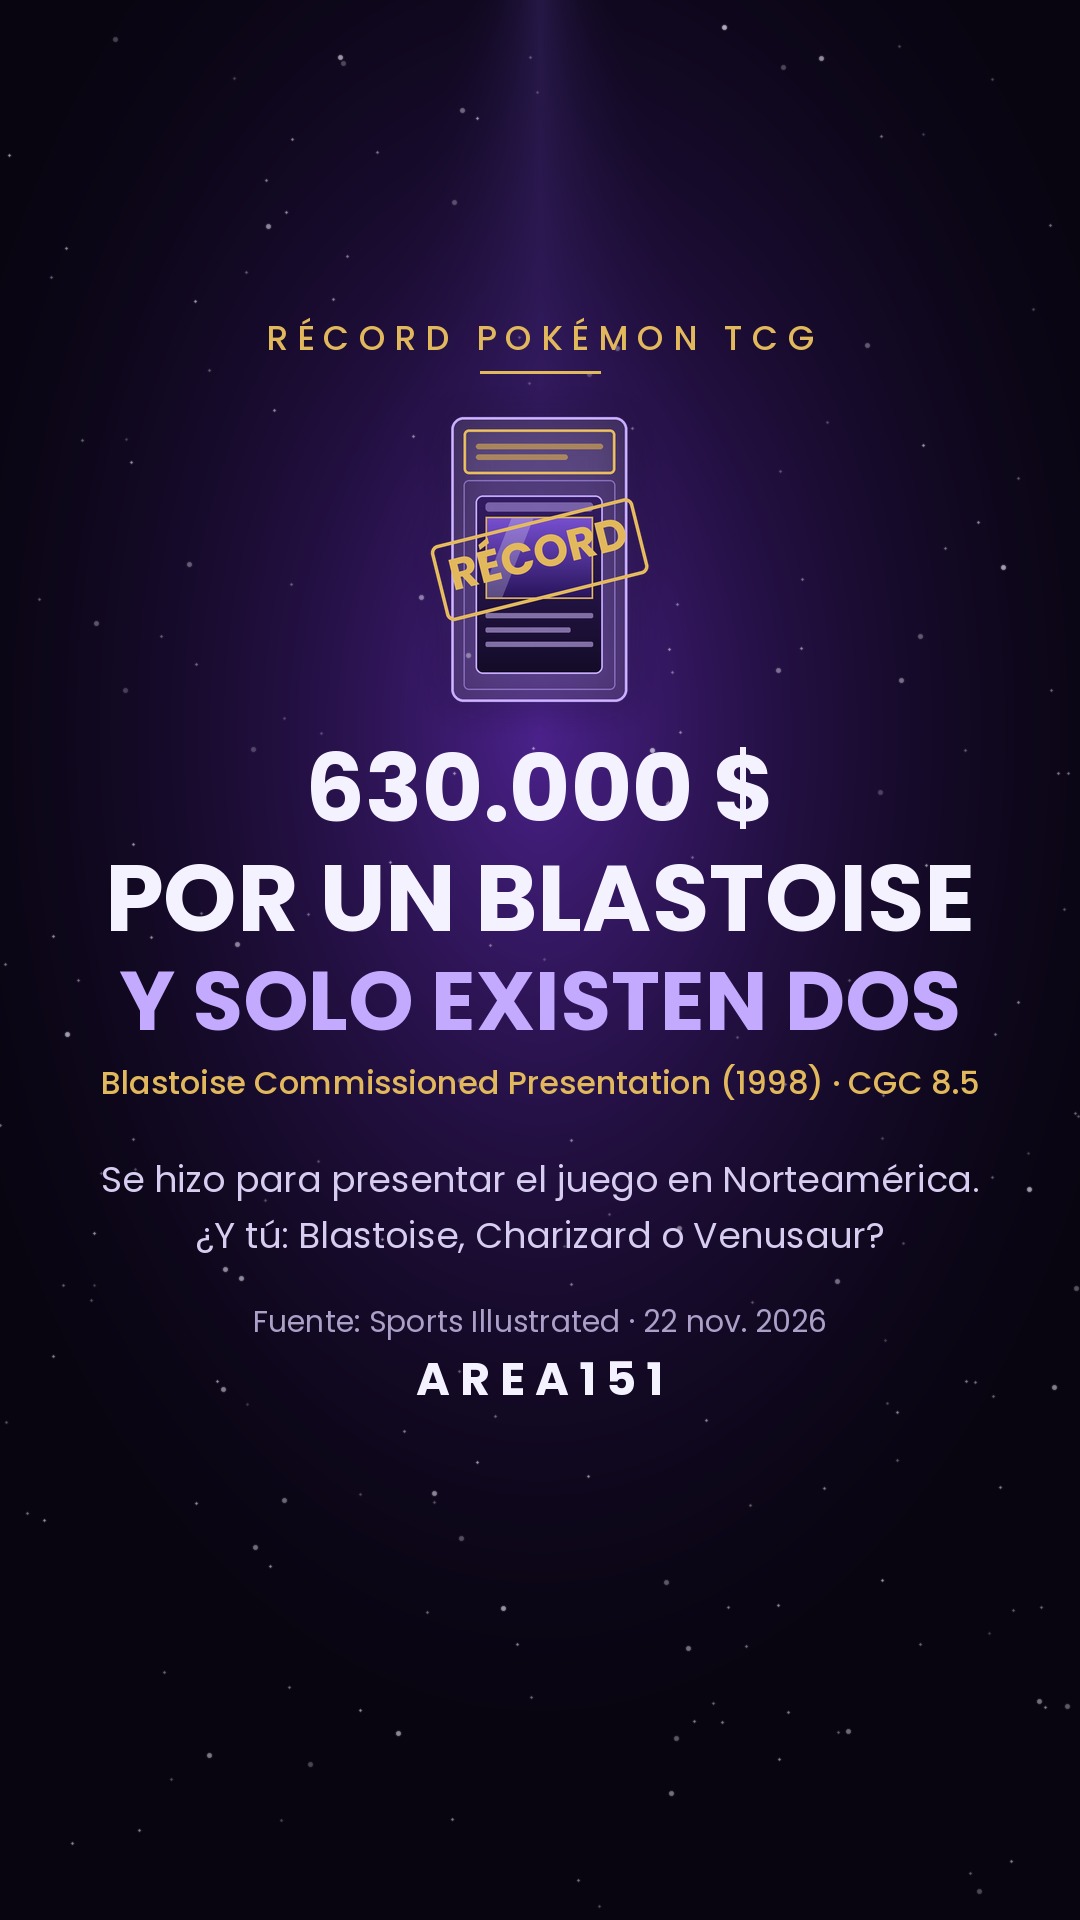 RÉCORD POKÉMON TCG
RÉCORD
630.000 $
POR UN BLASTOISE
Y SOLO EXISTEN DOS
Blastoise Commissioned Presentation (1998) · CGC 8.5
Se hizo para presentar el juego en Norteamérica.
¿Y tú: Blastoise, Charizard o Venusaur?
Fuente: Sports Illustrated · 22 nov. 2026
AREA151